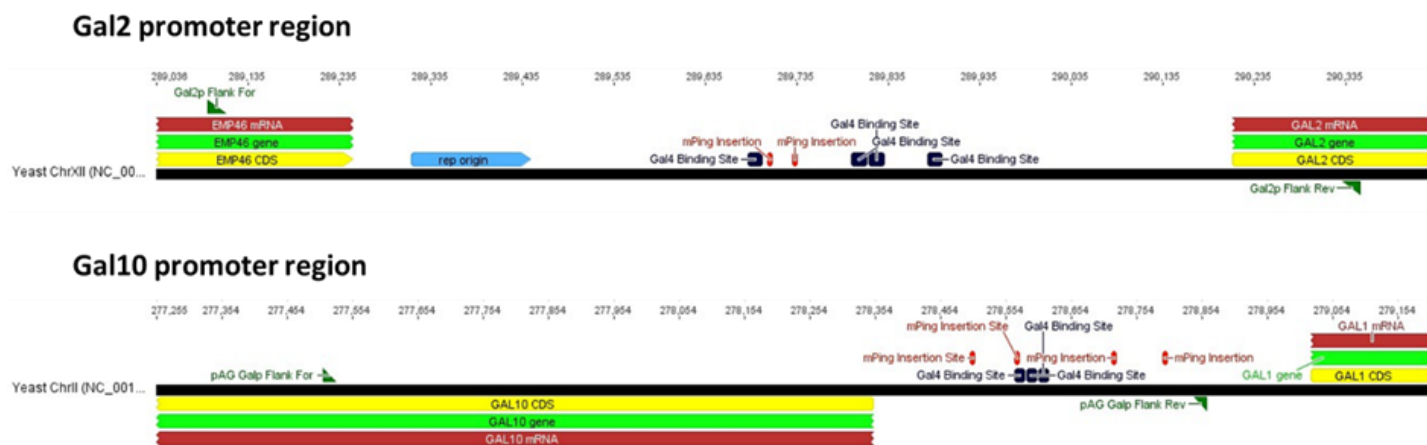 Gal2 promoter region
289,036 289,135 289,235 289,335 289,435 289,535 289,635 289,735 289,835 289,935 290,035 290,135 290,235 290,335
Gal2p Flank For
Gal4 Binding Site
EMP46 mRNA
GAL2 mRNA
EMP46 gene
mPing Insertion
mPing Insertion
Gal4 Binding Site
GAL2 gene
EMP46 CDS
rep origin
Gal4 Binding Site
Gal4 Binding Site
GAL2 CDS
Yeast ChrXII (NC_00...
Gal2p Flank Rev
Gal10 promoter region
277,255 277,354 277,454 277,554 277,654 277,754 277,854 277,954 278,054 278,154 278,254 278,354 278,454 278,554 278,654 278,754 278,854 278,954 279,054 279,154
mPing Insertion Site
Gal4 Binding Site
GAL1 mRNA
mPing Insertion Site
mPing Insertion
mPing Insertion
GAL1 gene
pAG Galp Flank For
Gal4 Binding Site
Gal4 Binding Site
GAL1 CDS
Yeast ChrII (NC_001...
GAL10 CDS
pAG Galp Flank Rev
GAL10 gene
GAL10 mRNA